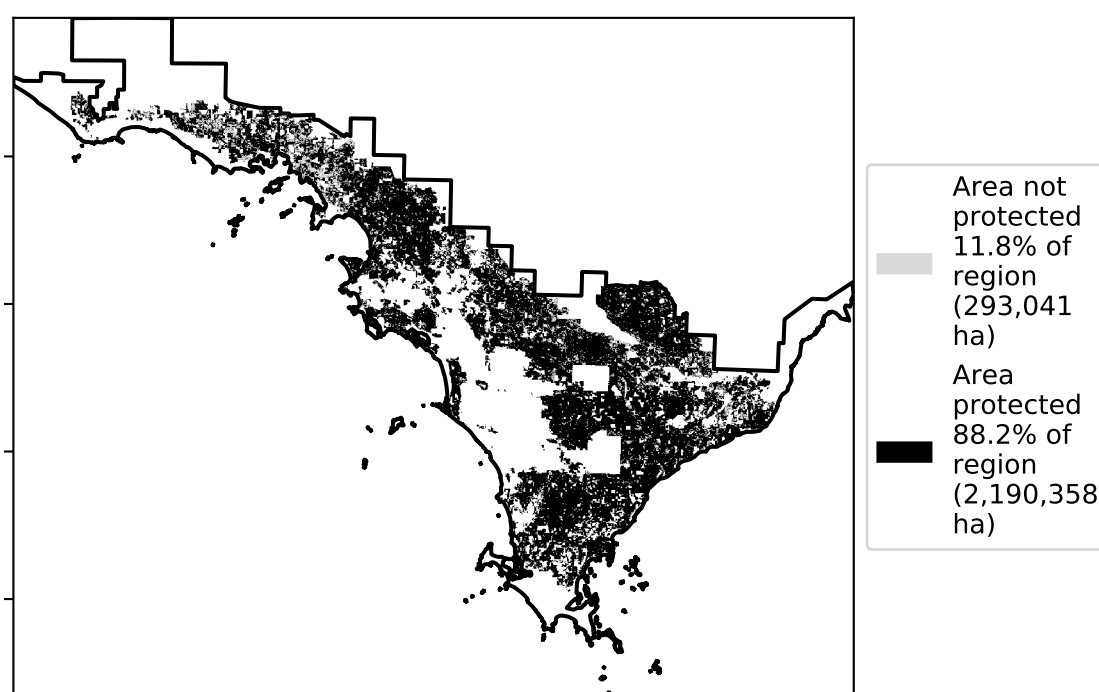 Area not
protected
11.8% of
region
(293,041
ha)
Area
protected
88.2% of
region
(2,190,358
ha)